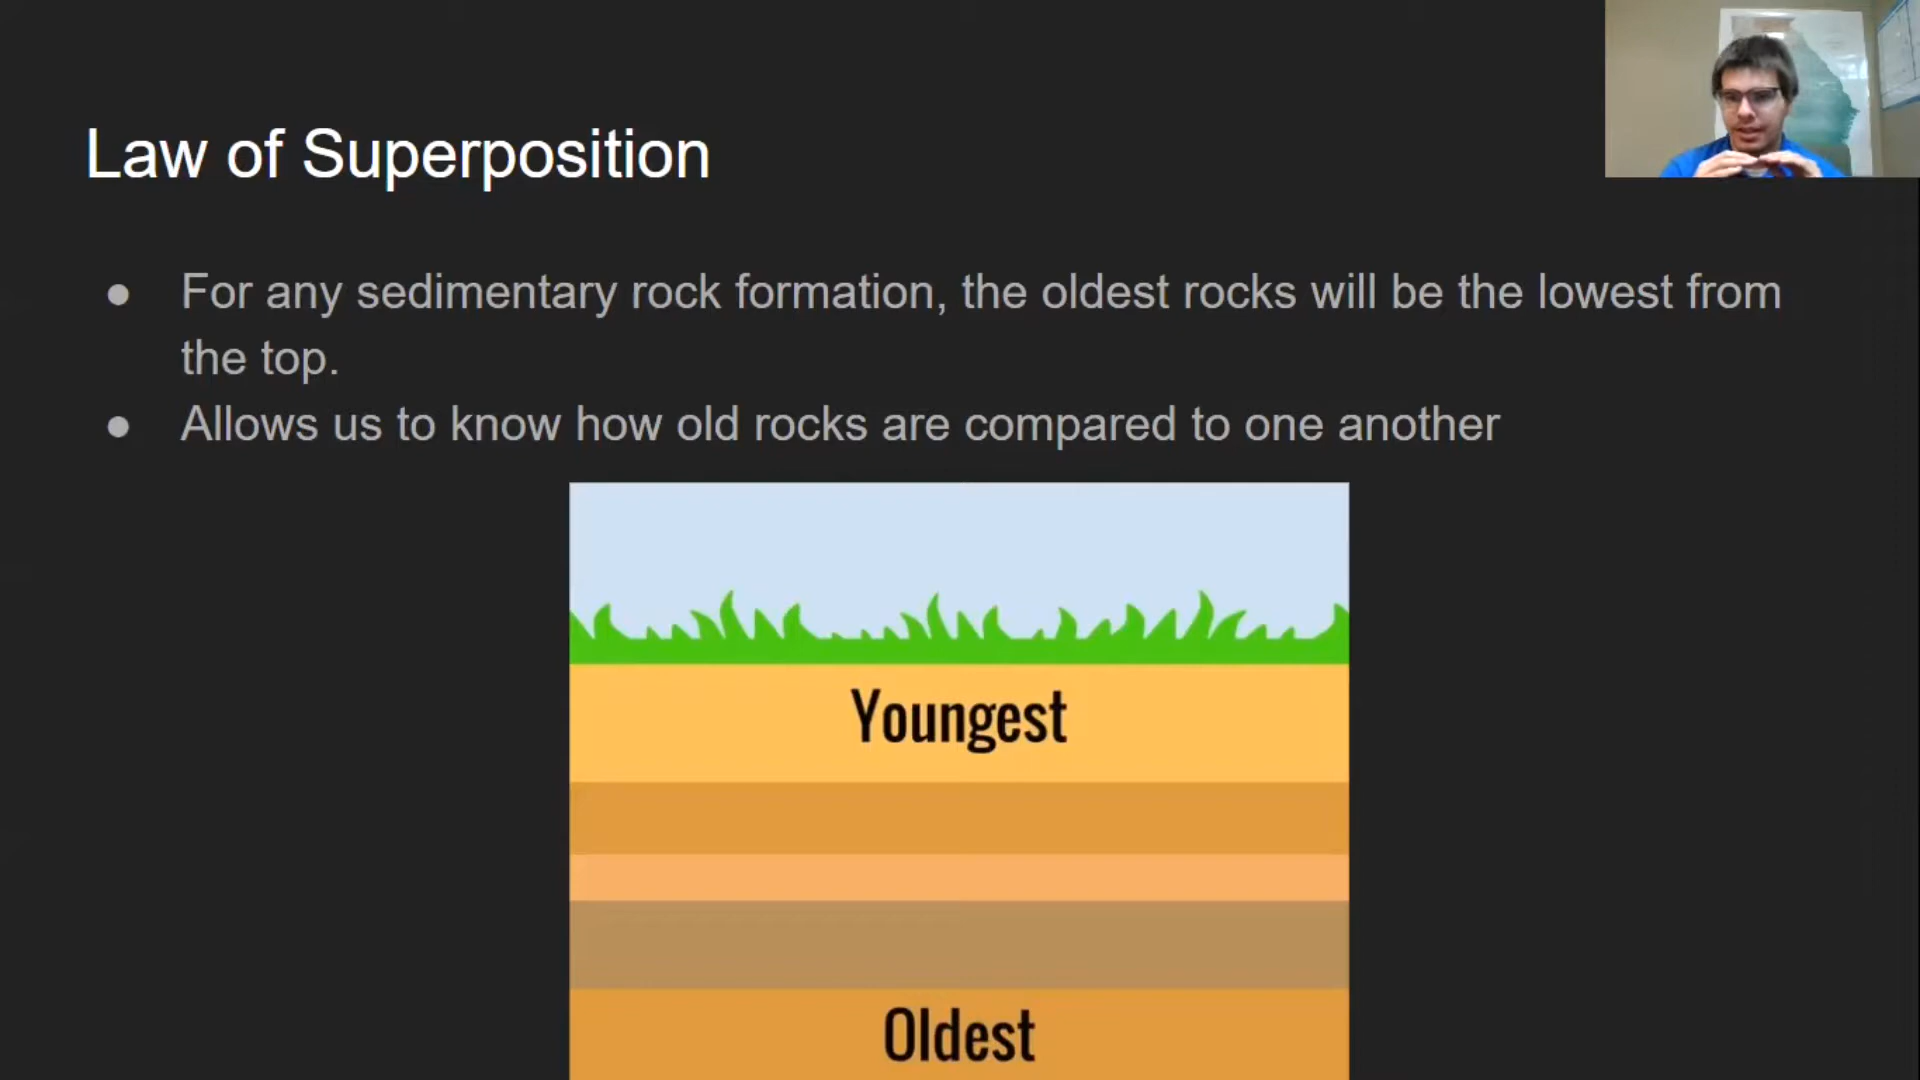 Law of Superposition
● For any sedimentary rock formation, the oldest rocks will be the lowest from
the top.
● Allows us to know how old rocks are compared to one another
Youngest
Oldest